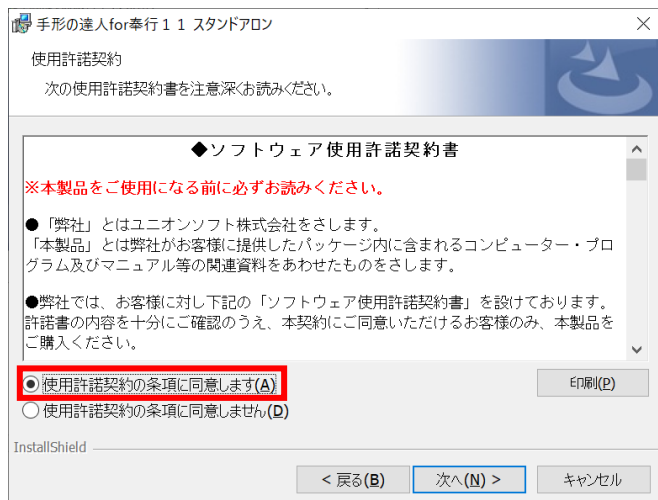 手形の達人for奉行１１ スタンドアロン
使用許諾契約
次の使用許諾契約書を注意深くお読みください。
◆ソフトウェア使用許諾契約書
※本製品をご使用になる前に必ずお読みください。
●「弊社」とはユニオンソフト株式会社をさします。
「本製品」とは弊社がお客様に提供したパッケージ内に含まれるコンピューター・プロ
グラム及びマニュアル等の関連資料をあわせたものをさします。
●弊社では、お客様に対し下記の「ソフトウェア使用許諾契約書」を設けております。
許諾書の内容を十分にご確認のうえ、本契約にご同意いただけるお客様のみ、本製品を
ご購入ください。
使用許諾契約の条項に同意します(A)
印刷(P)
使用許諾契約の条項に同意しません(D)
InstallShield
< 戻る(B)
次へ(N) >
キャンセル